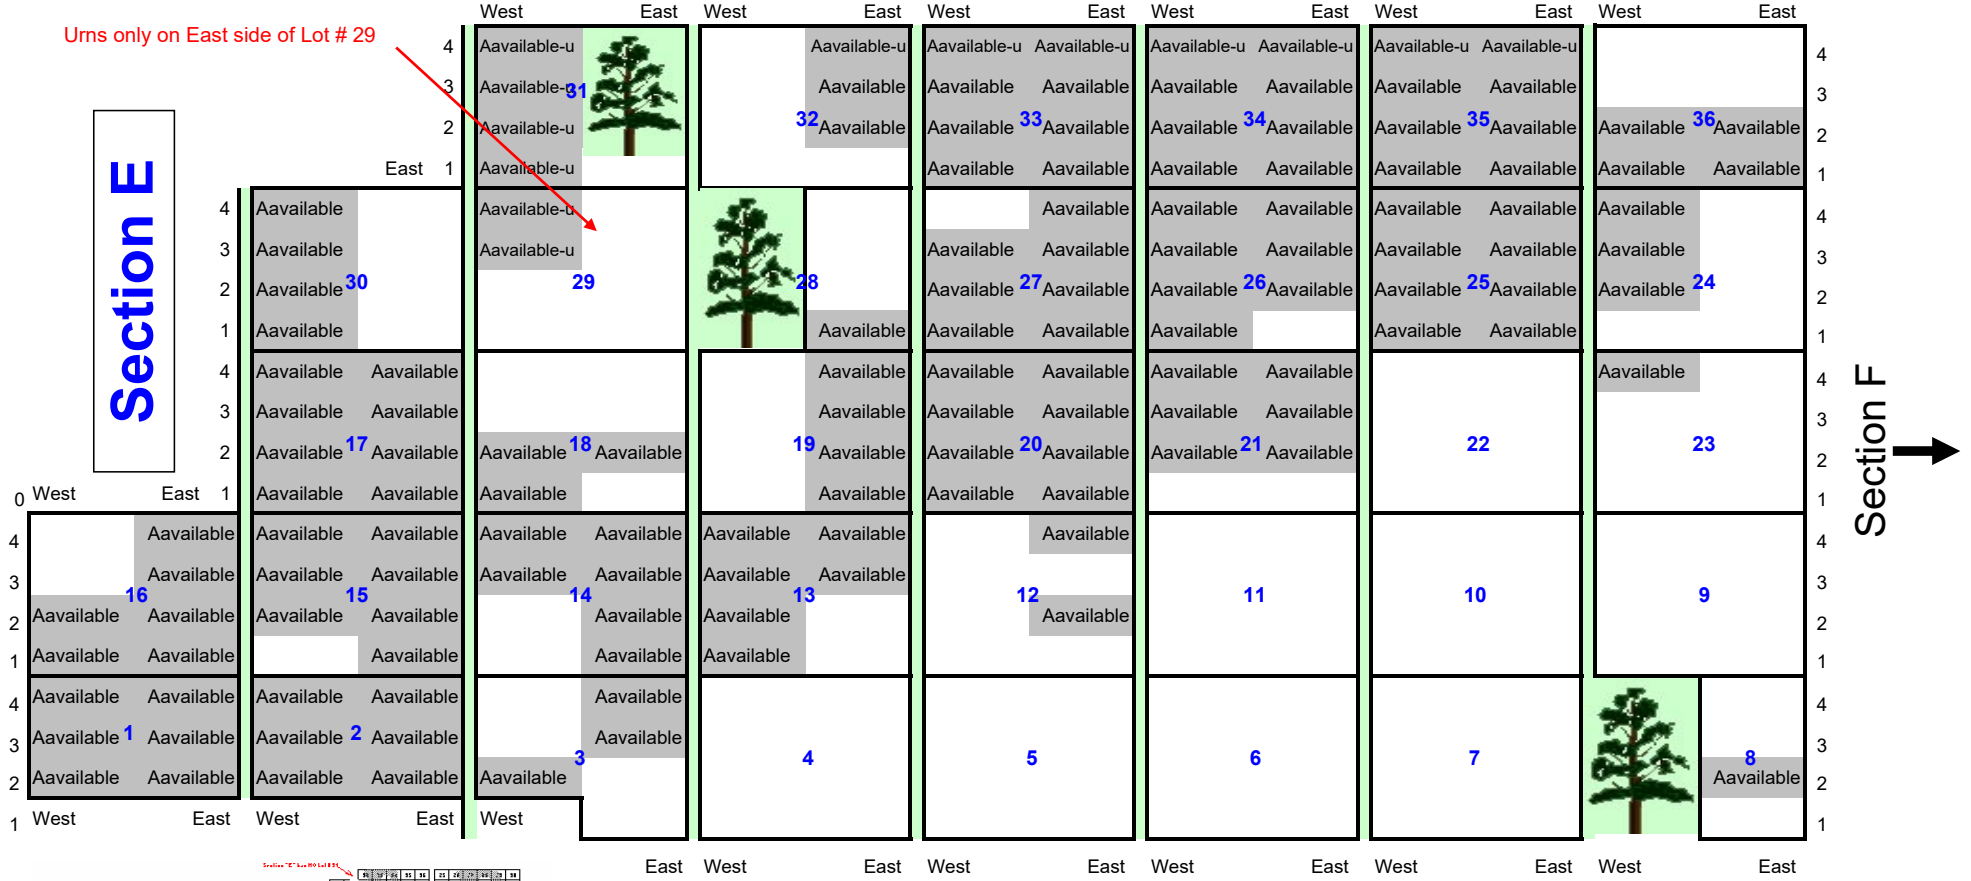 West East West East West East West East West East West East
Urns only on East side of Lot # 29
4 Aavailable-u Aavailable-u Aavailable-u Aavailable-u Aavailable-u Aavailable-u Aavailable-u Aavailable-u 4
3 Aavailable-u 31 Aavailable Aavailable Aavailable Aavailable Aavailable Aavailable Aavailable 3
2 Aavailable-u 32 Aavailable Aavailable 33 Aavailable Aavailable 34 Aavailable Aavailable 35 Aavailable Aavailable 36 Aavailable 2
East 1 Aavailable-u Aavailable Aavailable Aavailable Aavailable Aavailable Aavailable Aavailable Aavailable 1
Section E
4 Aavailable Aavailable-u Aavailable Aavailable Aavailable Aavailable Aavailable Aavailable 4
3 Aavailable Aavailable-u Aavailable Aavailable Aavailable Aavailable Aavailable Aavailable Aavailable 3
2 Aavailable 30 29 28 Aavailable 27 Aavailable Aavailable 26 Aavailable Aavailable 25 Aavailable Aavailable 24 2
1 Aavailable Aavailable Aavailable Aavailable Aavailable Aavailable Aavailable 1
4 Aavailable Aavailable Aavailable Aavailable Aavailable Aavailable Aavailable Aavailable 4
3 Aavailable Aavailable Aavailable Aavailable Aavailable Aavailable Aavailable 3
2 Aavailable 17 Aavailable Aavailable 18 Aavailable 19 Aavailable Aavailable 20 Aavailable Aavailable 21 Aavailable 22 23 2
0 West East 1 Aavailable Aavailable Aavailable Aavailable Aavailable Aavailable 1
Section F
4 Aavailable Aavailable Aavailable Aavailable Aavailable Aavailable Aavailable Aavailable 4
3 Aavailable Aavailable Aavailable Aavailable Aavailable Aavailable Aavailable 3
16 15 14 13 12 11 10 9
2 Aavailable Aavailable Aavailable Aavailable Aavailable Aavailable Aavailable 2
1 Aavailable Aavailable Aavailable Aavailable Aavailable 1
4 Aavailable Aavailable Aavailable Aavailable Aavailable 4
3 Aavailable 1 Aavailable Aavailable 2 Aavailable Aavailable 3
3 4 5 6 7 8
2 Aavailable Aavailable Aavailable Aavailable Aavailable Aavailable 2
1 West East West East West 1
East West East West East West East West East West East